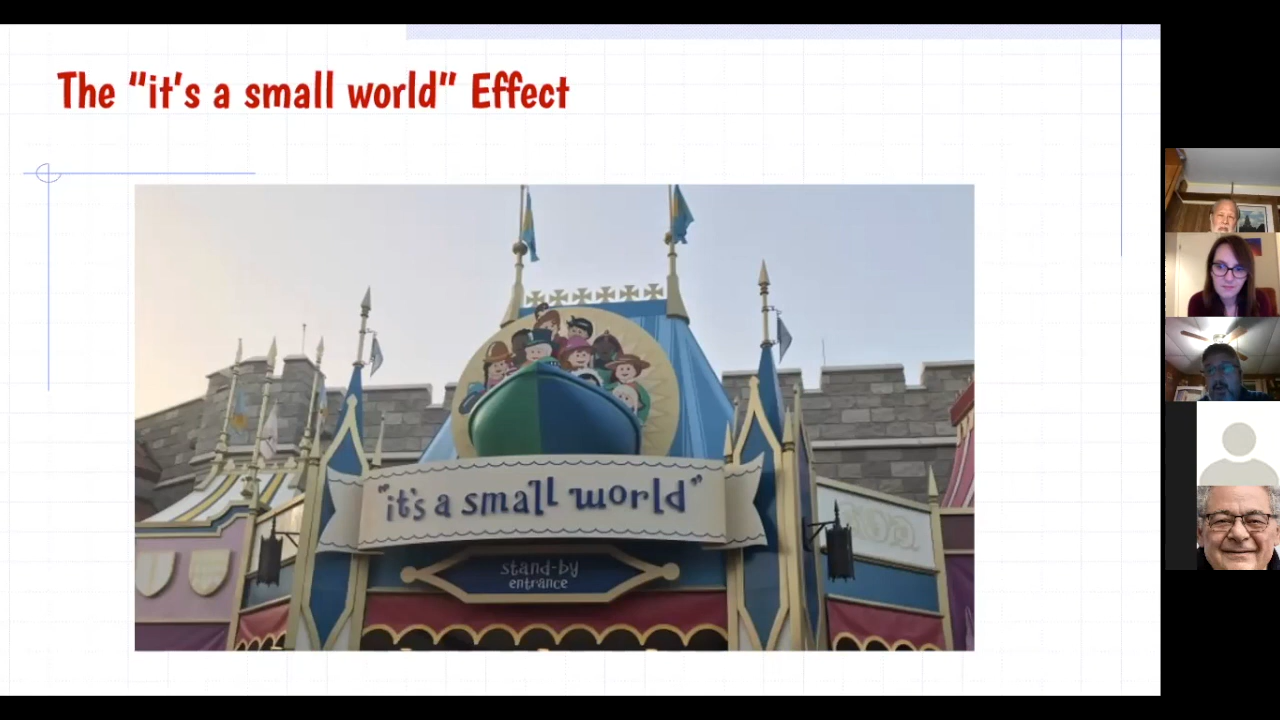 The “it’s a small world” Effect
"it's a small world"
stand-by
entrance